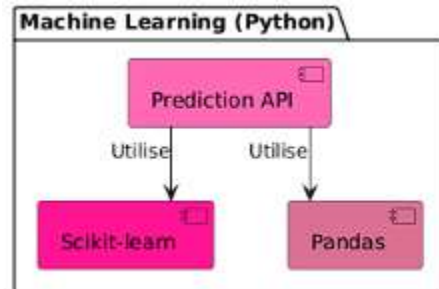 Machine Learning (Python)
Prediction API
Utilise Utilise
Scikit-learn Pandas